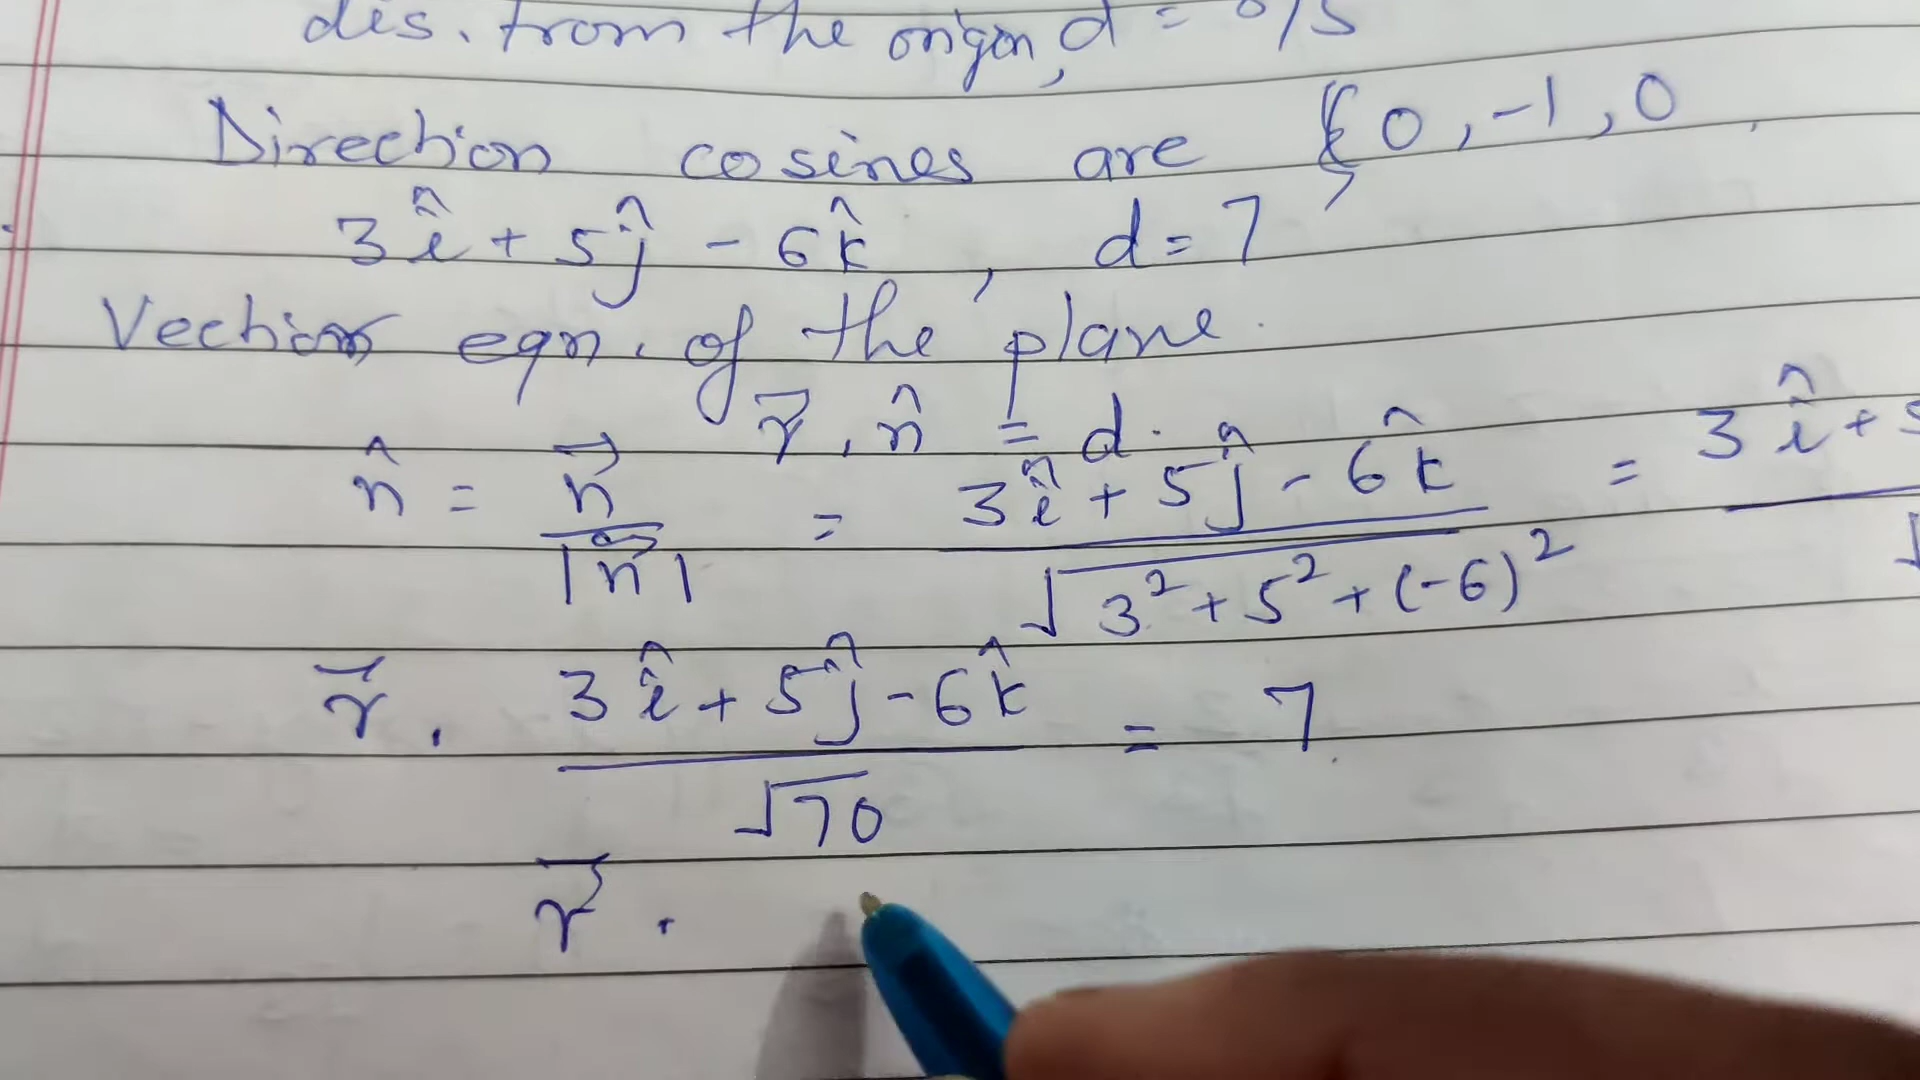 dis. from the origin, d = 8/5
Direction cosines are 0, -1, 0
3î + 5ĵ - 6k̂, d = 7
Vector eqn. of the plane.
r⃗ . n̂ = d.
n̂ = n⃗ / |n⃗| = (3î + 5ĵ - 6k̂) / √(3² + 5² + (-6)²) = 3î +
r⃗ . (3î + 5ĵ - 6k̂) / √70 = 7
r⃗ .